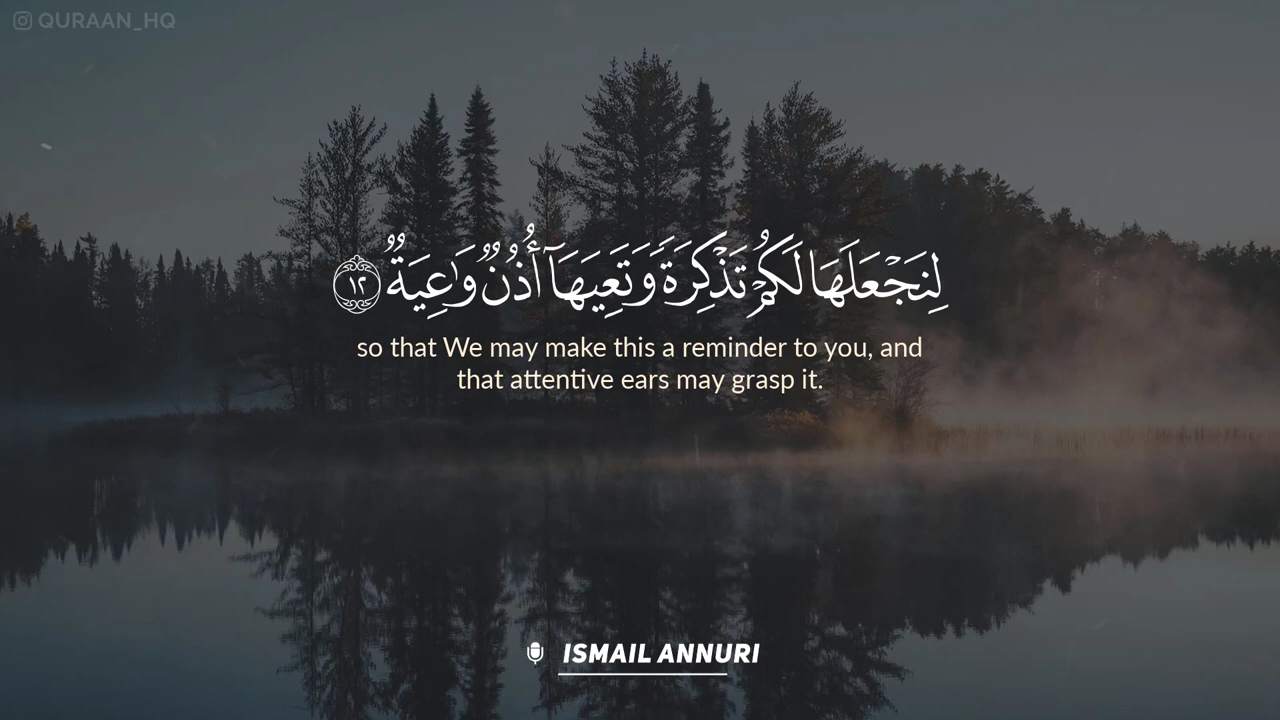 QURAAN_HQ
لِنَجْعَلَهَا لَكُمْ تَذْكِرَةً وَتَعِيَهَآ أُذُنٌ وَٰعِيَةٌ ١٢
so that We may make this a reminder to you, and
that attentive ears may grasp it.
ISMAIL ANNURI